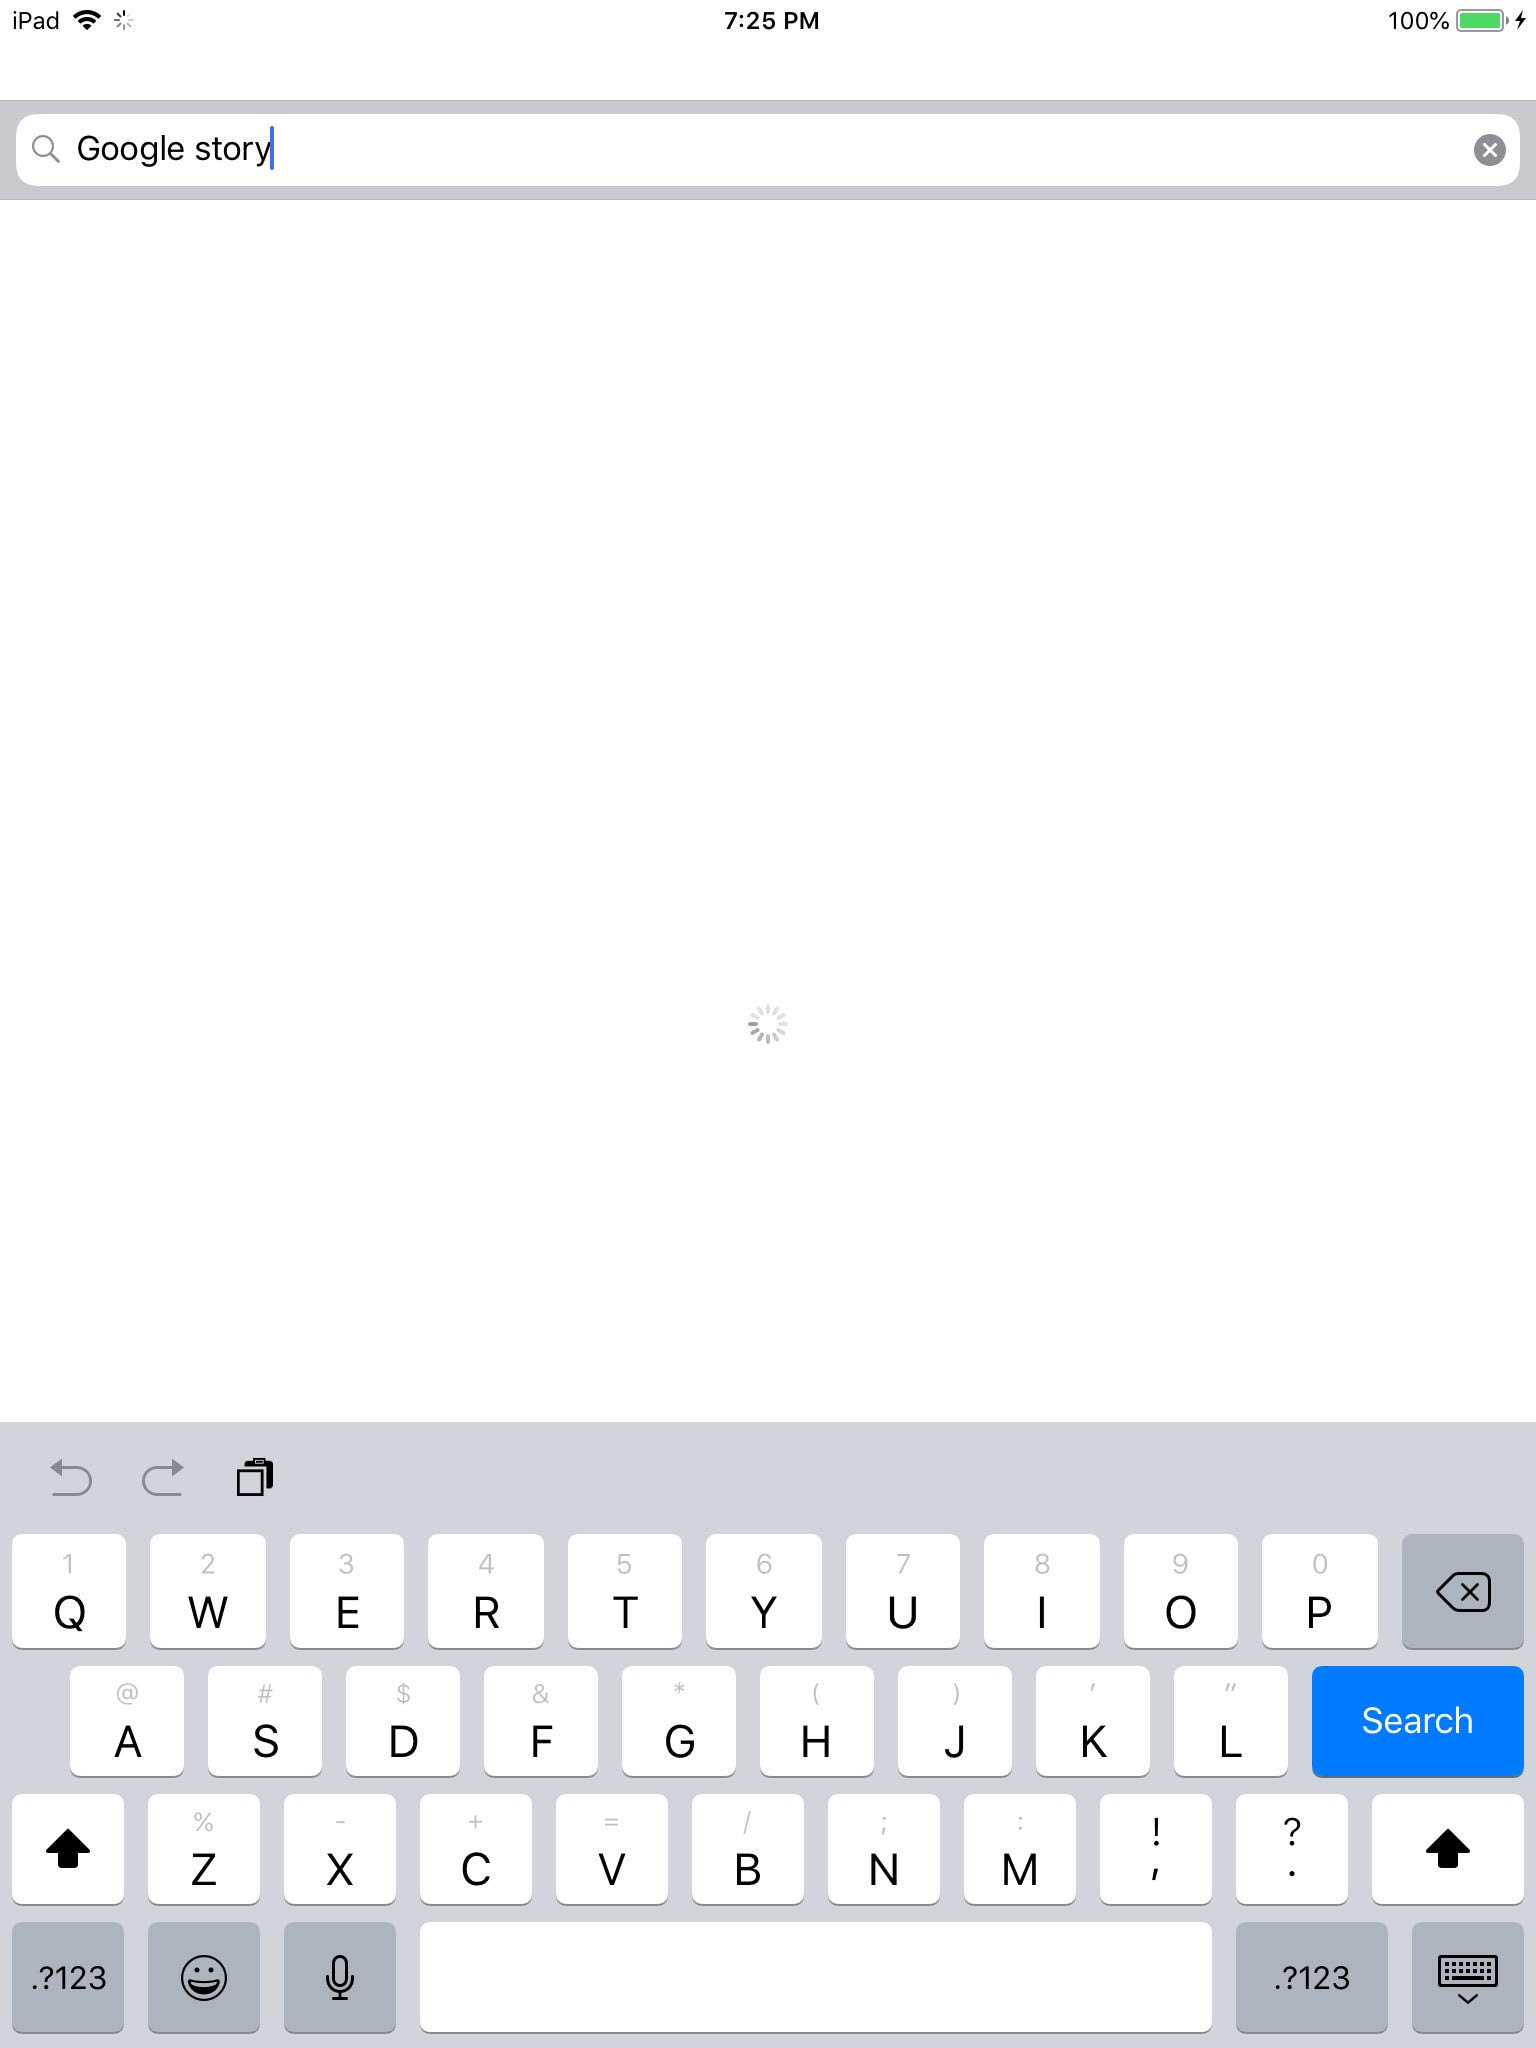 iPad 7:25 PM 100%
Google story
1 2 3 4 5 6 7 8 9 0
Q W E R T Y U I O P
@ # $ & * ( ) ' "
A S D F G H J K L Search
% - + = / ; : ! ?
Z X C V B N M , .
.?123 .?123